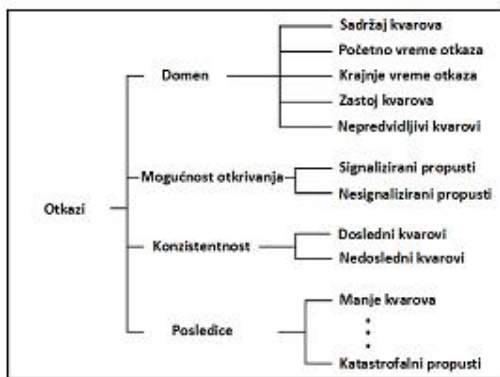 Sadržaj kvarova
Početno vreme otkaza
Domen
Krajnje vreme otkaza
Zastoj kvarova
Nepredvidljivi kvarovi
Signalizirani propusti
Mogućnost otkrivanja
Nesignalizirani propusti
Otkazi
Dosledni kvarovi
Konzistentnost
Nedosledni kvarovi
Manje kvarova
Posledice
Katastrofalni propusti